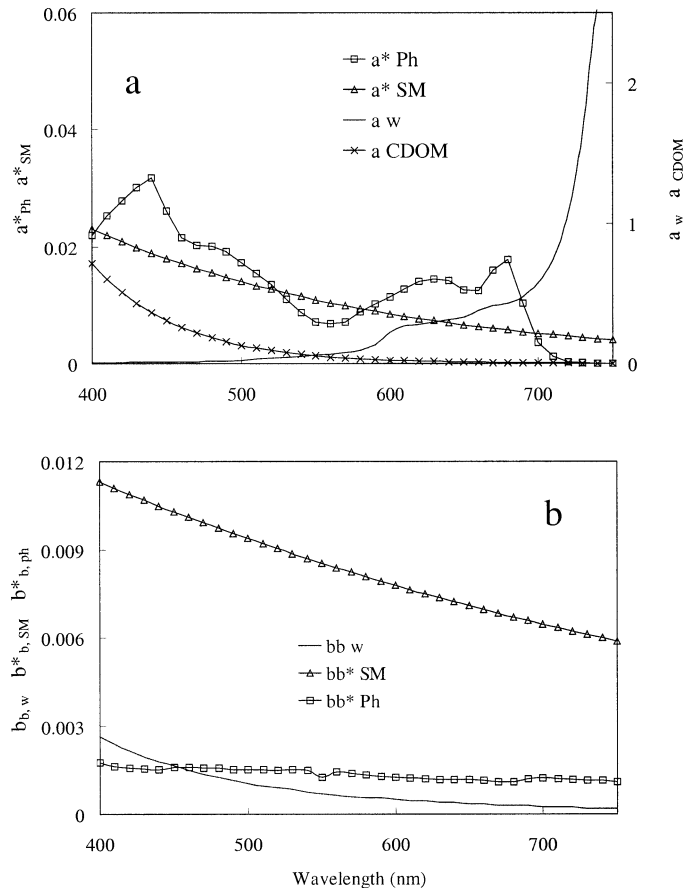 0.06
a
a* Ph
a* SM
a w
a CDOM
2
0.04
a*Ph a*SM
1
a w a CDOM
0.02
0
0
400
500
600
700
0.012
b
0.009
bb,w b*b,SM b*b,ph
0.006
bb w
bb* SM
bb* Ph
0.003
0
400
500
600
700
Wavelength (nm)